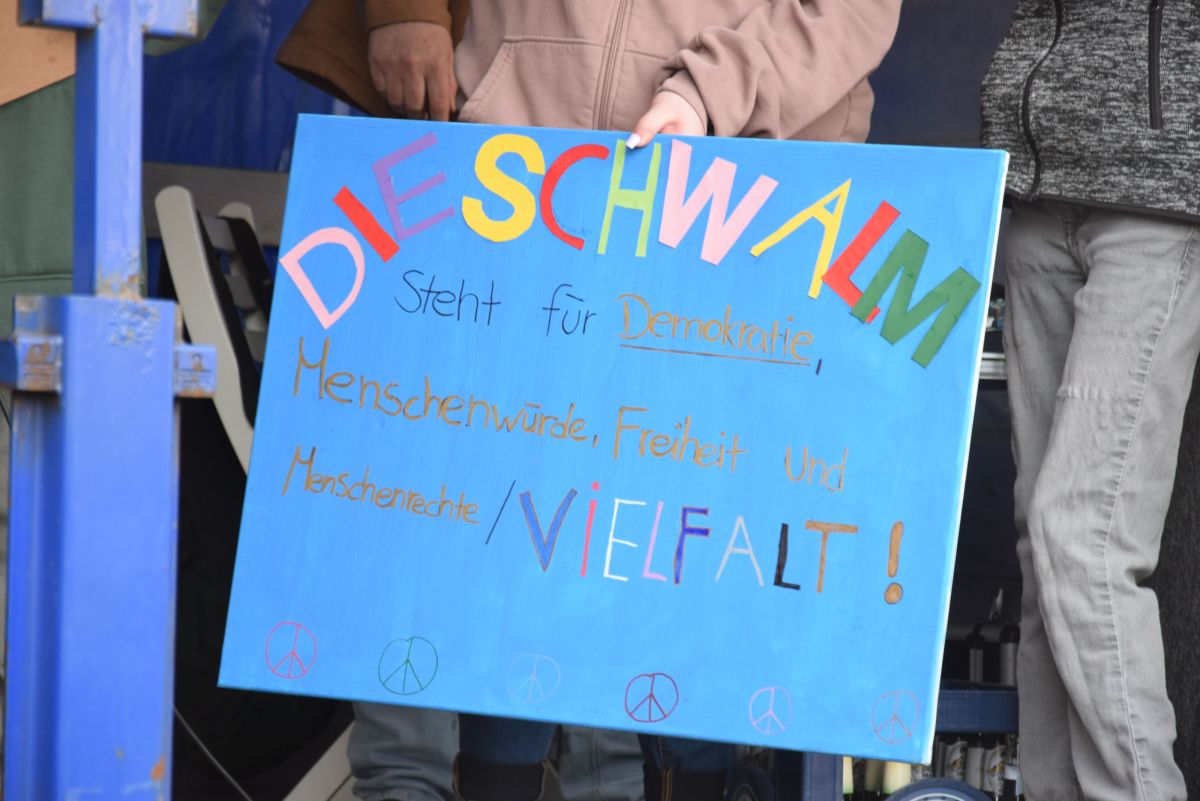 DIE SCHWALM
Steht für Demokratie,
Menschenwürde, Freiheit Und
Menschenrechte / ViELFALT !